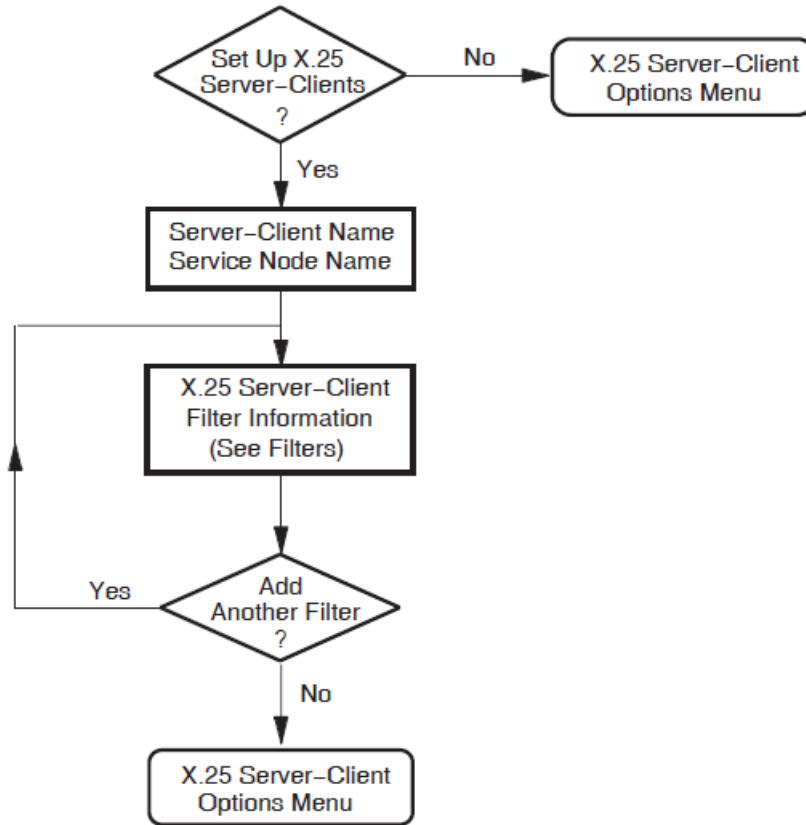 Set Up X.25
Server–Clients
?
No
X.25 Server–Client
Options Menu
Yes
Server–Client Name
Service Node Name
X.25 Server–Client
Filter Information
(See Filters)
Yes
Add
Another Filter
?
No
X.25 Server–Client
Options Menu